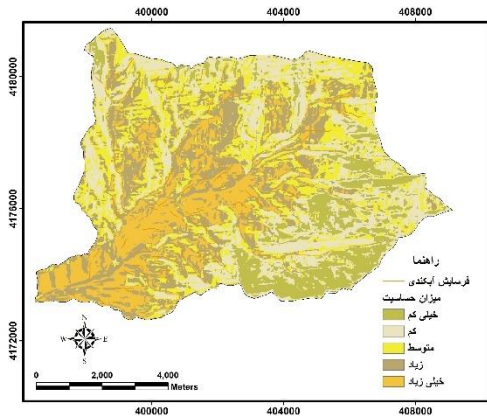 400000 404000 408000
4180000
4176000
4172000
راهنما
فرسایش آبکندی
میزان حساسیت
خیلی کم
کم
متوسط
زیاد
خیلی زیاد
N
W E
S
0 2,000 4,000
Meters
400000 404000 408000